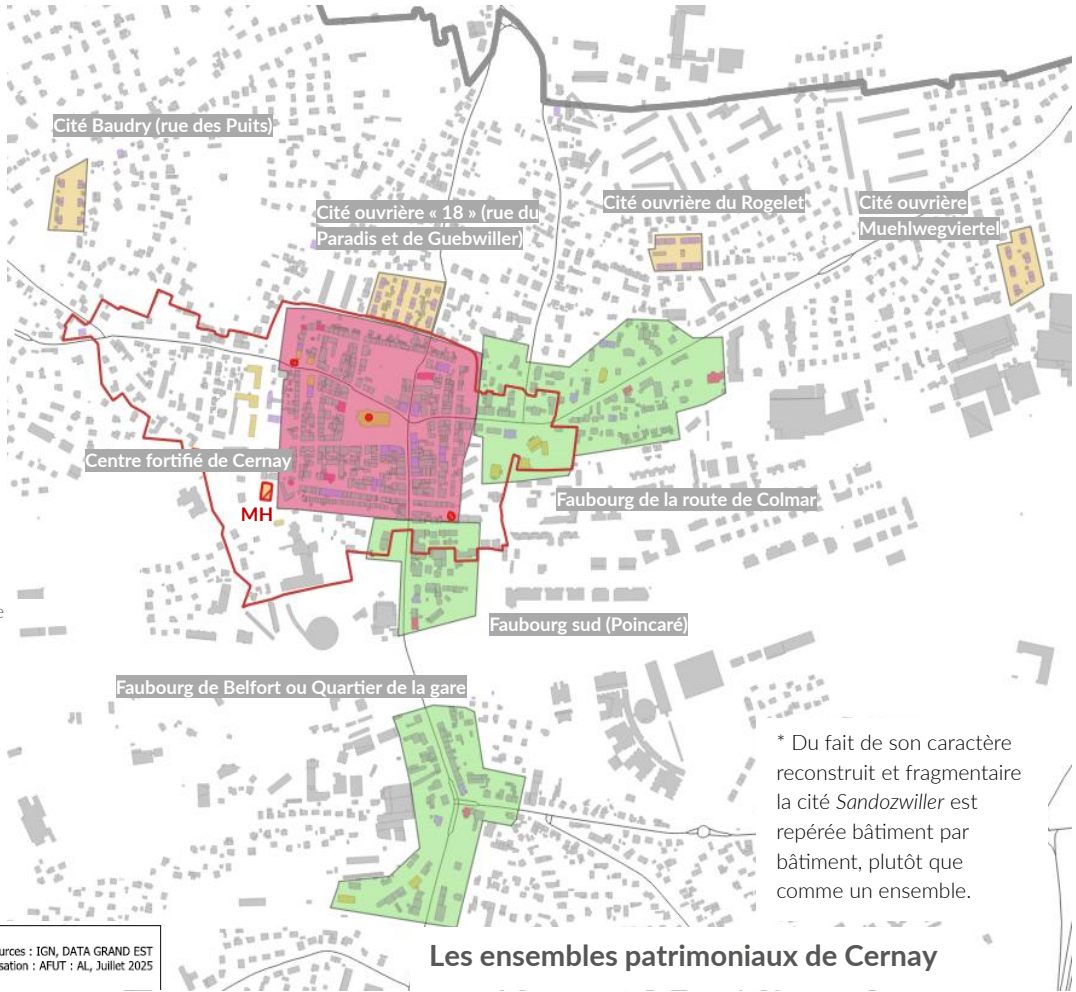 Cité Baudry (rue des Puits)
Cité ouvrière « 18 » (rue du
Paradis et de Guebwiller)
Cité ouvrière du Rogelet
Cité ouvrière
Muehlwegviertel
Centre fortifié de Cernay
MH
Faubourg de la route de Colmar
e
Faubourg sud (Poincaré)
Faubourg de Belfort ou Quartier de la gare
* Du fait de son caractère
reconstruit et fragmentaire
la cité Sandozwiller est
repérée bâtiment par
bâtiment, plutôt que
comme un ensemble.
urces : IGN, DATA GRAND EST
sation : AFUT : AL, Juillet 2025
Les ensembles patrimoniaux de Cernay